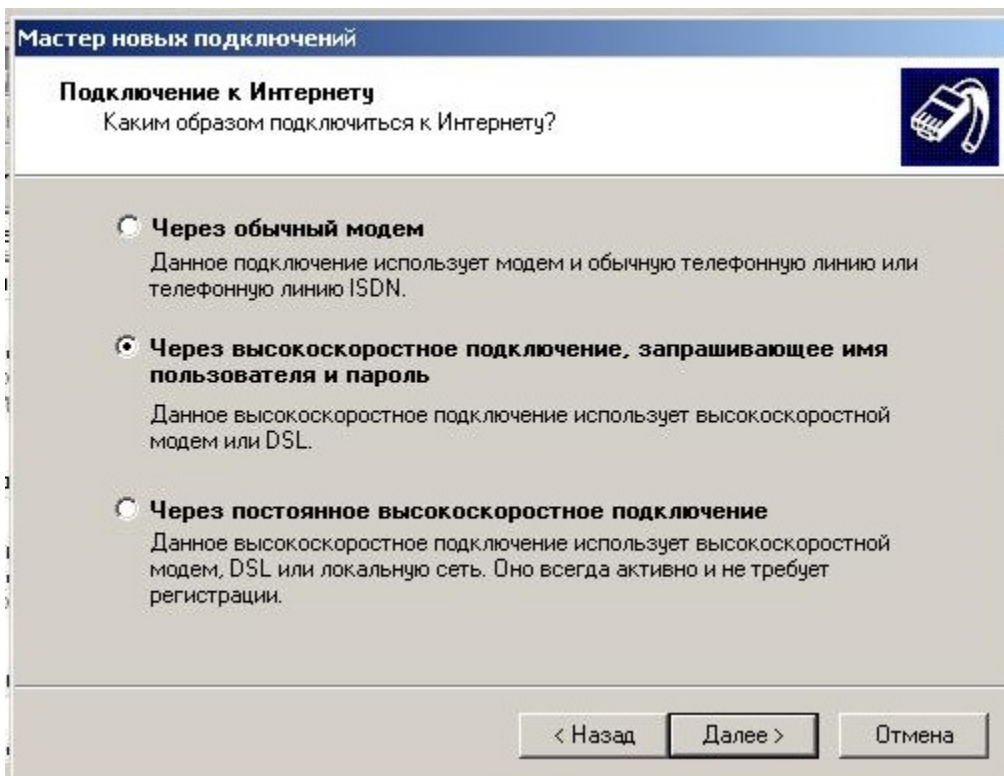 Мастер новых подключений
Подключение к Интернету
Каким образом подключиться к Интернету?
Через обычный модем
Данное подключение использует модем и обычную телефонную линию или
телефонную линию ISDN.
Через высокоскоростное подключение, запрашивающее имя
пользователя и пароль
Данное высокоскоростное подключение использует высокоскоростной
модем или DSL.
Через постоянное высокоскоростное подключение
Данное высокоскоростное подключение использует высокоскоростной
модем, DSL или локальную сеть. Оно всегда активно и не требует
регистрации.
< Назад Далее > Отмена